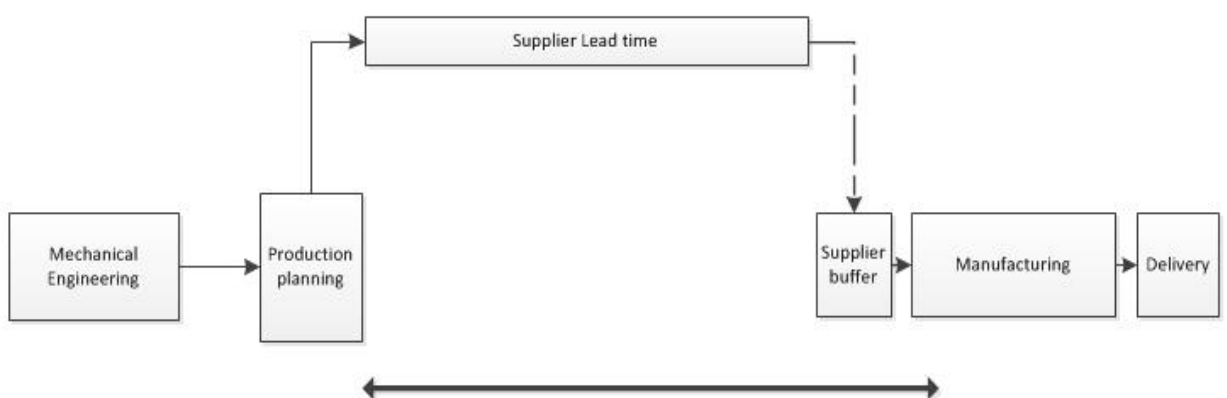 Supplier Lead time
Mechanical
Engineering
Production
planning
Supplier
buffer
Manufacturing
Delivery